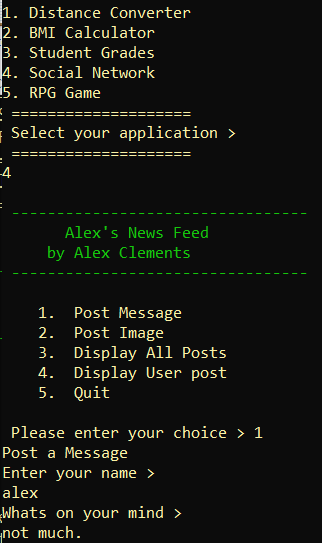 1. Distance Converter
2. BMI Calculator
3. Student Grades
4. Social Network
5. RPG Game
====================
Select your application >
====================
4
---------------------------------
Alex's News Feed
by Alex Clements
---------------------------------
1. Post Message
2. Post Image
3. Display All Posts
4. Display User post
5. Quit
Please enter your choice > 1
Post a Message
Enter your name >
alex
Whats on your mind >
not much.